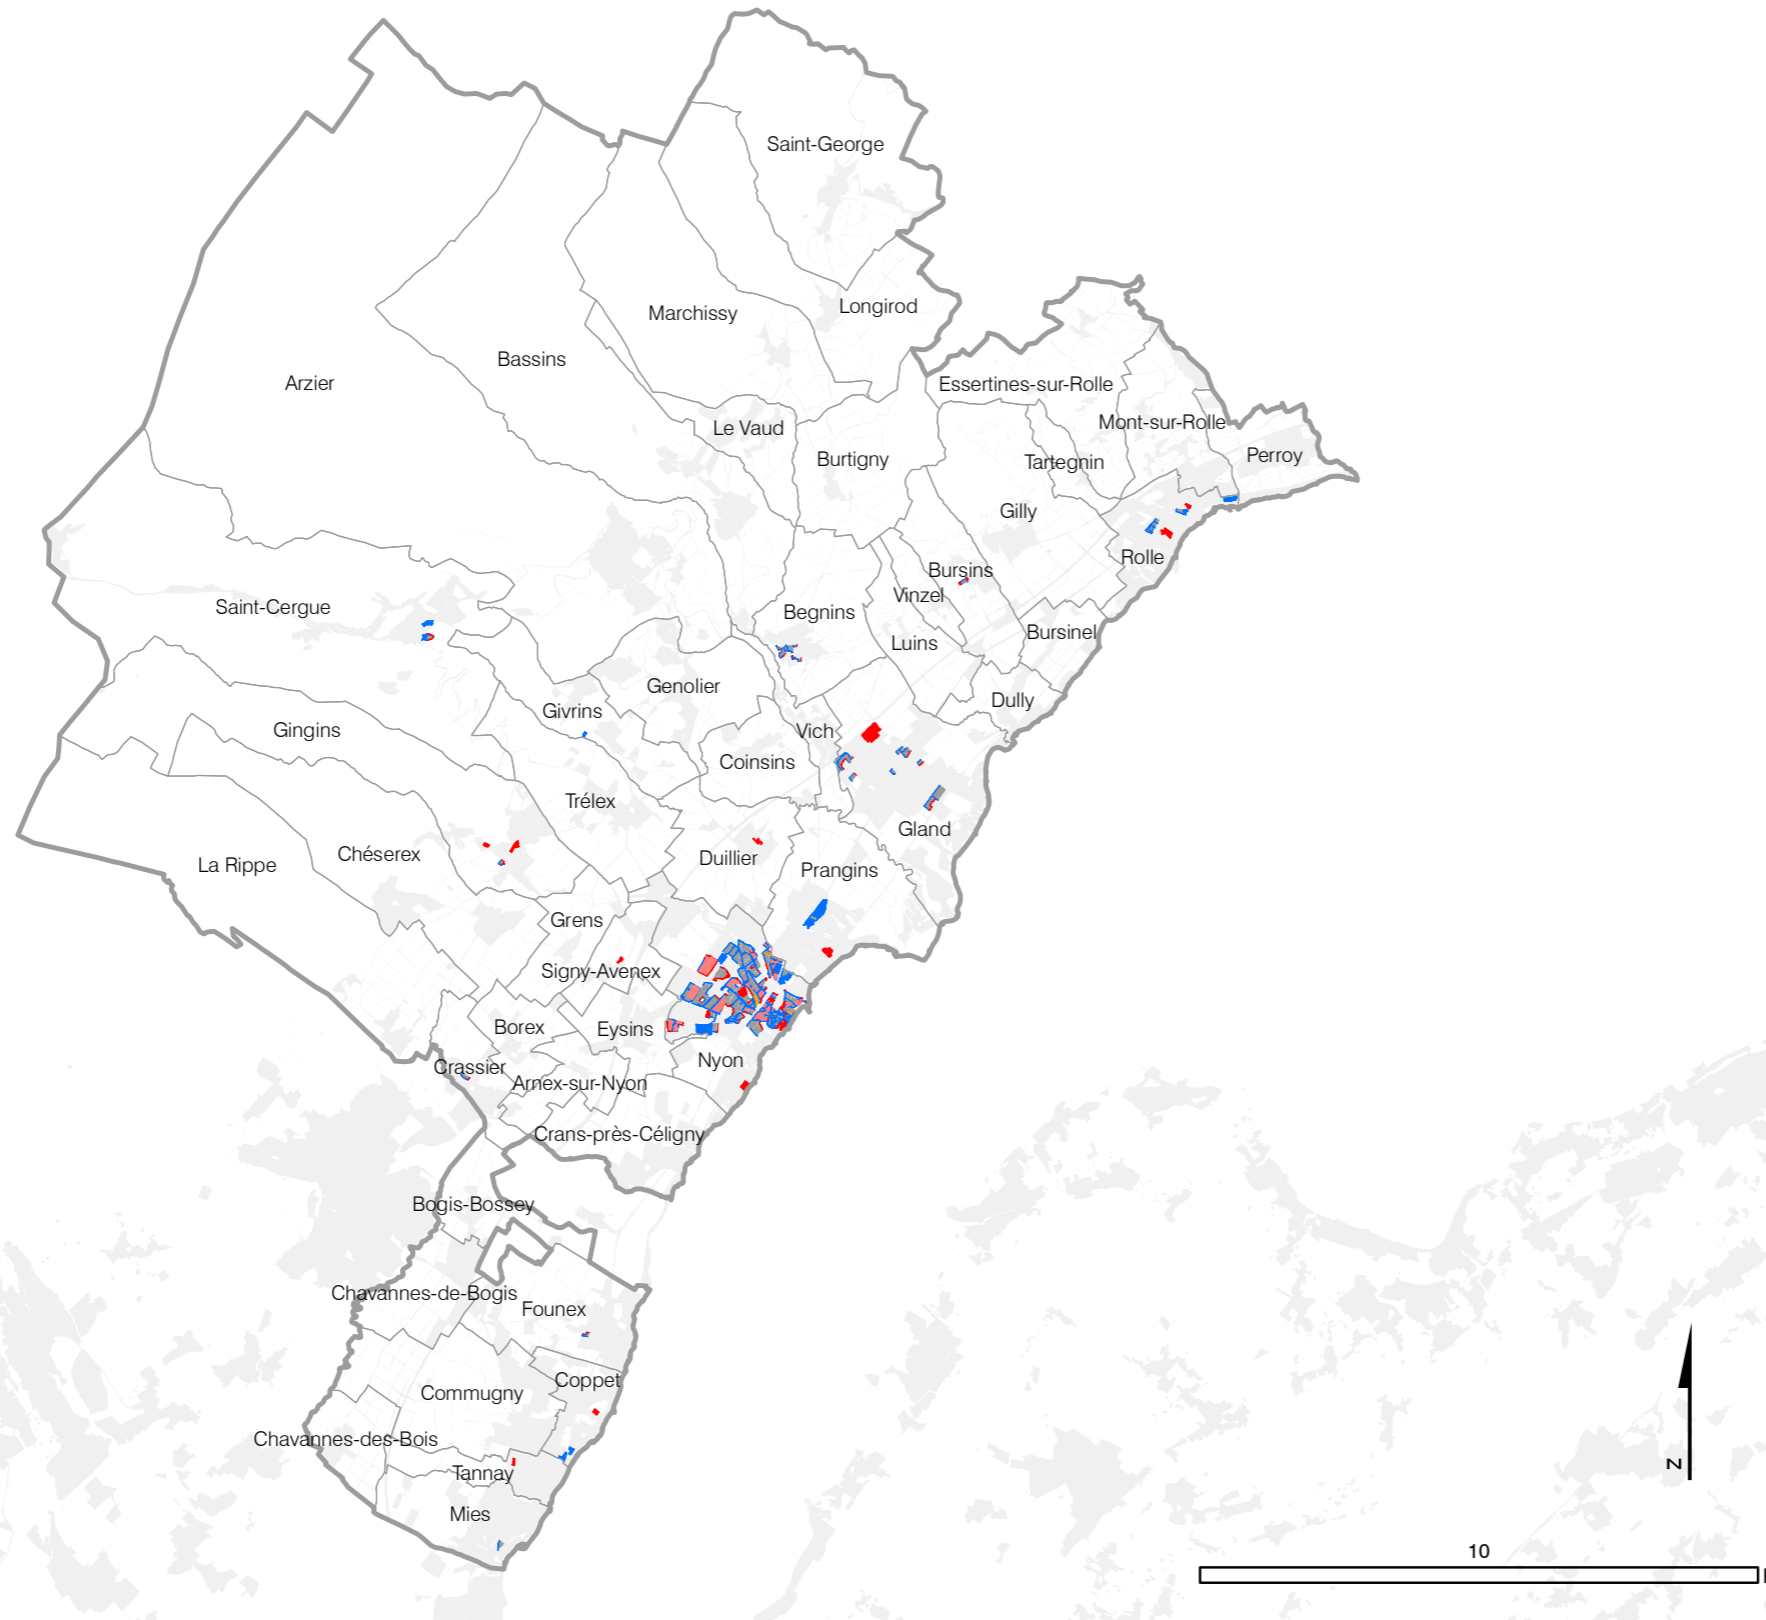 Saint-George
Longirod
Marchissy
Bassins
Arzier
Essertines-sur-Rolle
Mont-sur-Rolle
Le Vaud
Burtigny
Tartegnin
Perroy
Gilly
Rolle
Bursins
Vinzel
Saint-Cergue
Begnins
Luins
Bursinel
Genolier
Dully
Givrins
Gingins
Vich
Coinsins
Trélex
Gland
La Rippe
Chéserex
Duillier
Prangins
Grens
Signy-Avenex
Borex
Eysins
Nyon
Crassier
Arnex-sur-Nyon
Crans-près-Céligny
Bogis-Bossey
Chavannes-de-Bogis
Founex
Coppet
Commugny
Chavannes-des-Bois
Tannay
Mies
N
10